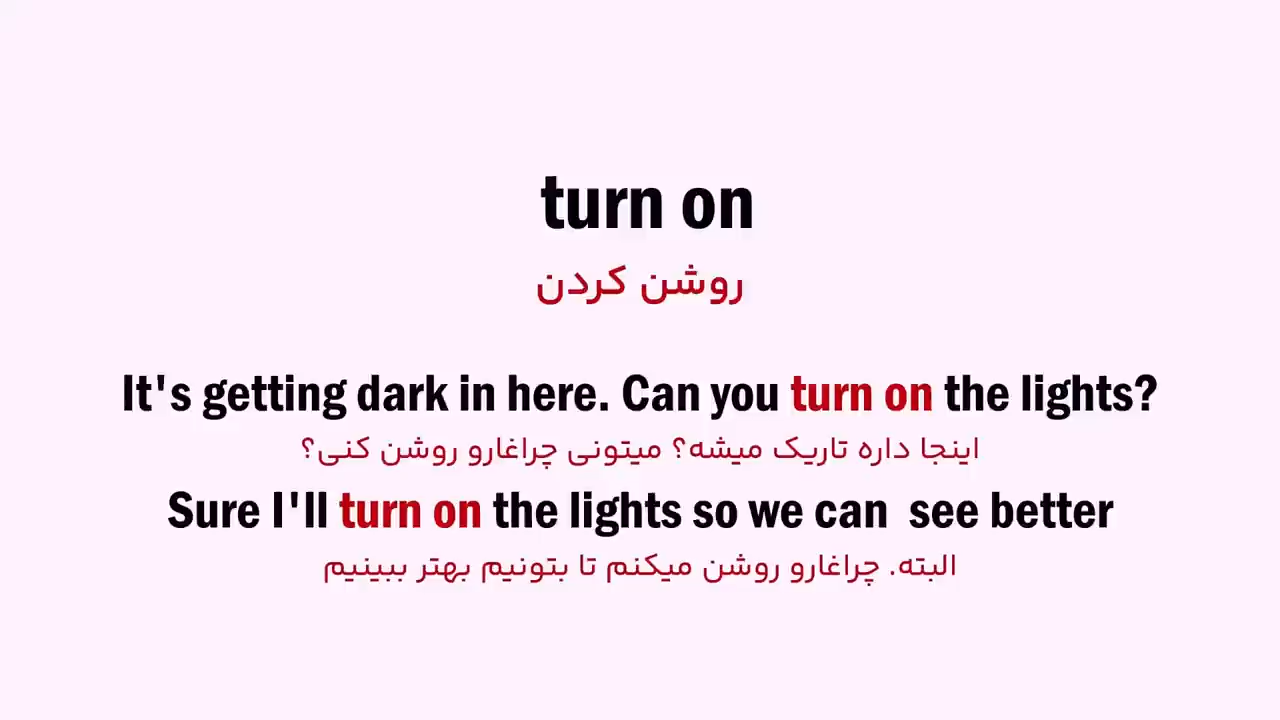 turn on
روشن کردن
It's getting dark in here. Can you turn on the lights?
اینجا داره تاریک میشه؟ میتونی چراغارو روشن کنی؟
Sure I'll turn on the lights so we can  see better
البته. چراغارو روشن میکنم تا بتونیم بهتر ببینیم